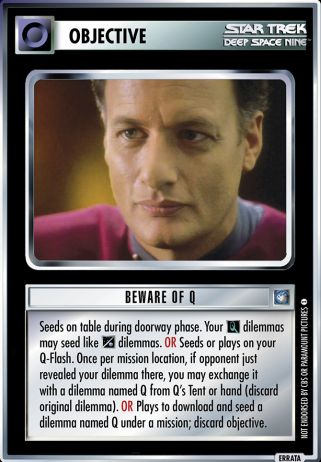 OBJECTIVE
STAR TREK
DEEP SPACE NINE
BEWARE OF Q
Seeds on table during doorway phase. Your Q dilemmas
may seed like dilemmas. OR Seeds or plays on your
Q-Flash. Once per mission location, if opponent just
revealed your dilemma there, you may exchange it
with a dilemma named Q from Q's Tent or hand (discard
original dilemma). OR Plays to download and seed a
dilemma named Q under a mission; discard objective.
NOT ENDORSED BY CBS OR PARAMOUNT PICTURES
ERRATA